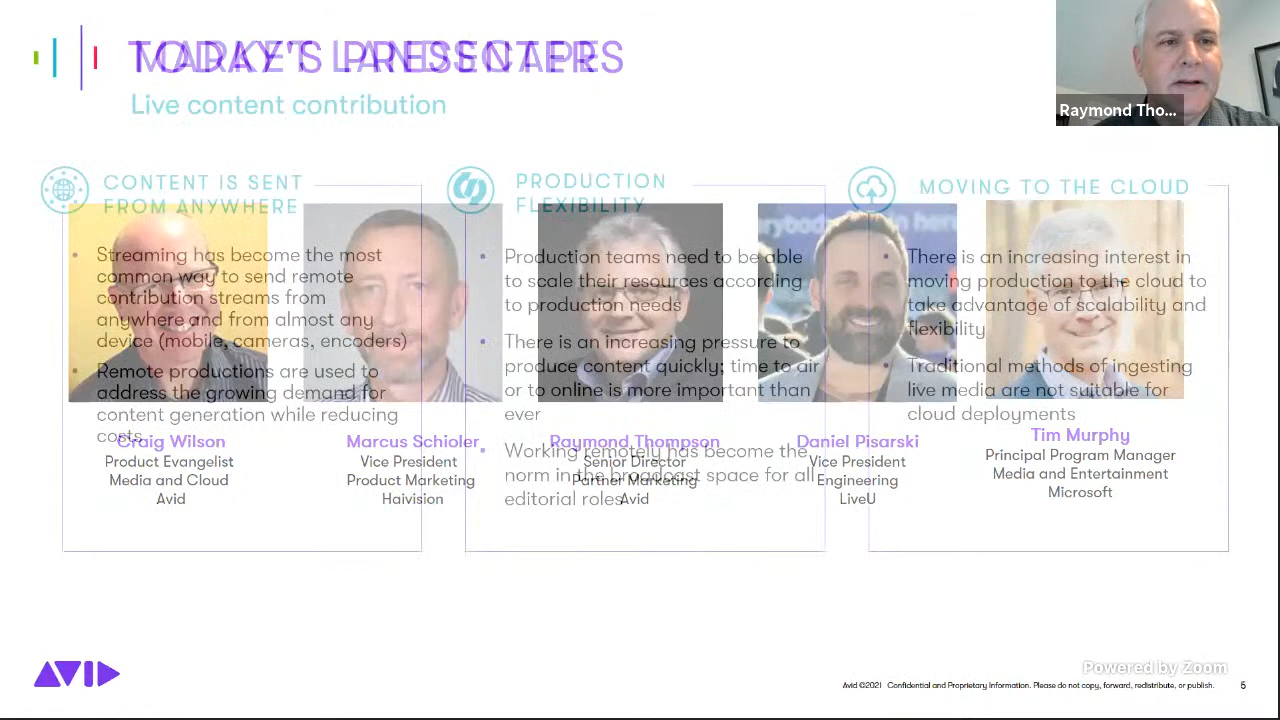 TODAY'S PRESENTERS
MARKET LANDSCAPE
Live content contribution
Raymond Tho...
CONTENT IS SENT
FROM ANYWHERE
Streaming has become the most
common way to send remote
contribution streams from
anywhere and from almost any
device (mobile, cameras, encoders)
Remote productions are used to
address the growing demand for
content generation while reducing
costs
PRODUCTION
FLEXIBILITY
Production teams need to be able
to scale their resources according
to production needs
There is an increasing pressure to
produce content quickly; time to air
or to online is more important than
ever
Working remotely has become the
norm in the broadcast space for all
editorial roles
MOVING TO THE CLOUD
There is an increasing interest in
moving production to the cloud to
take advantage of scalability and
flexibility
Traditional methods of ingesting
live media are not suitable for
cloud deployments
Craig Wilson
Product Evangelist
Media and Cloud
Avid
Marcus Schioler
Vice President
Product Marketing
Haivision
Raymond Thompson
Senior Director
Partner Marketing
Avid
Daniel Pisarski
Vice President
Engineering
LiveU
Tim Murphy
Principal Program Manager
Media and Entertainment
Microsoft
AVID
Powered by Zoom
Avid ©2021 Confidential and Proprietary Information. Please do not copy, forward, redistribute, or publish.
5